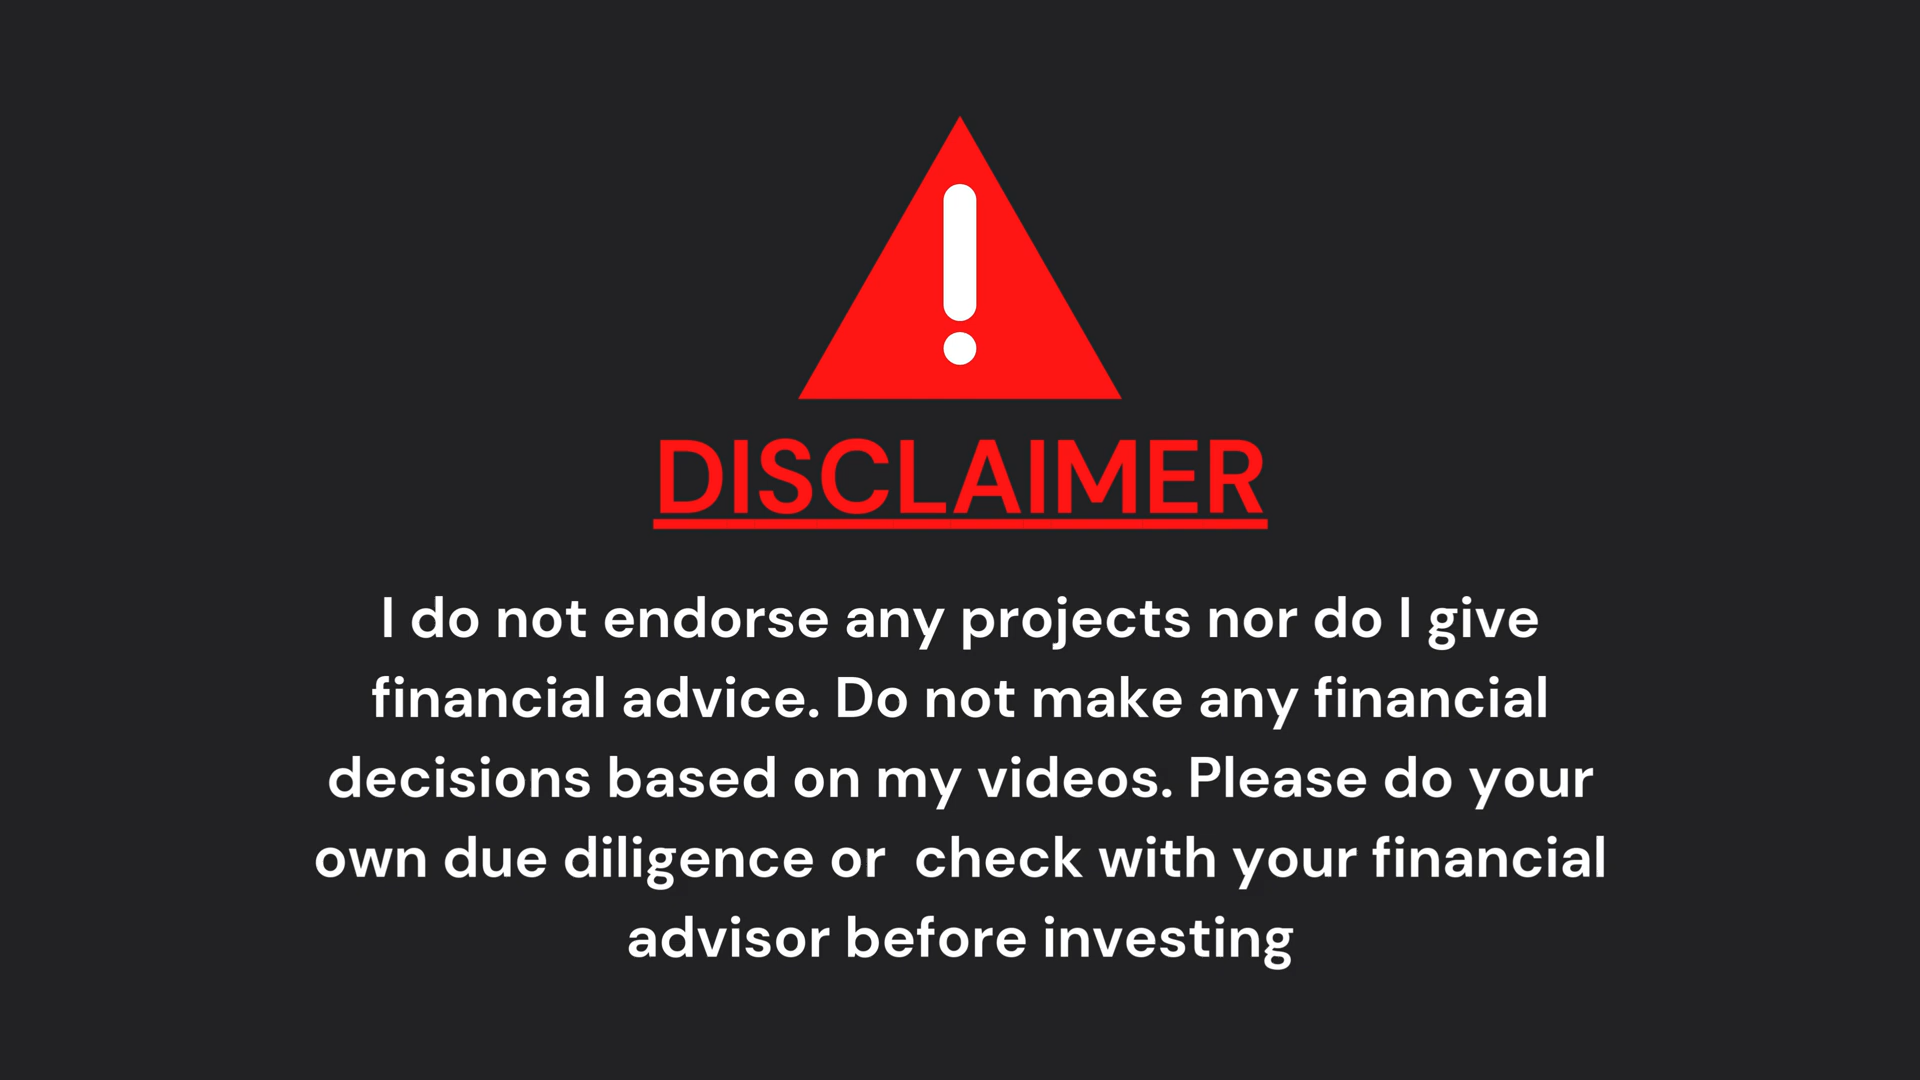 DISCLAIMER
I do not endorse any projects nor do I give
financial advice. Do not make any financial
decisions based on my videos. Please do your
own due diligence or  check with your financial
advisor before investing